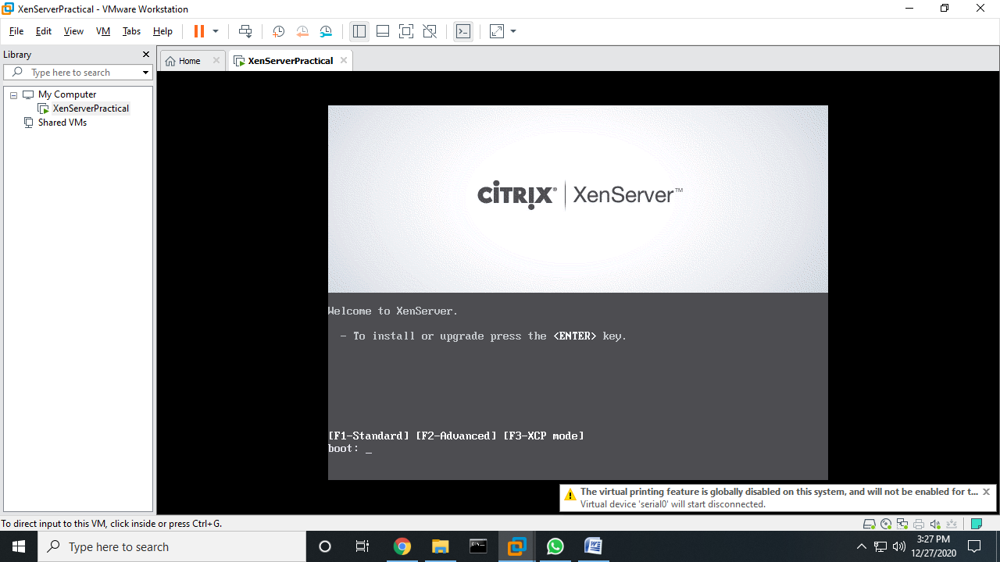 XenServerPractical - VMware Workstation
File Edit View VM Tabs Help
Library
Type here to search
My Computer
XenServerPractical
Shared VMs
Home
XenServerPractical
CITRIX® XenServer™
Welcome to XenServer.
- To install or upgrade press the <ENTER> key.
[F1-Standard] [F2-Advanced] [F3-XCP mode]
boot: _
The virtual printing feature is globally disabled on this system, and will not be enabled for t...
Virtual device 'serial0' will start disconnected.
To direct input to this VM, click inside or press Ctrl+G.
Type here to search
3:27 PM
12/27/2020